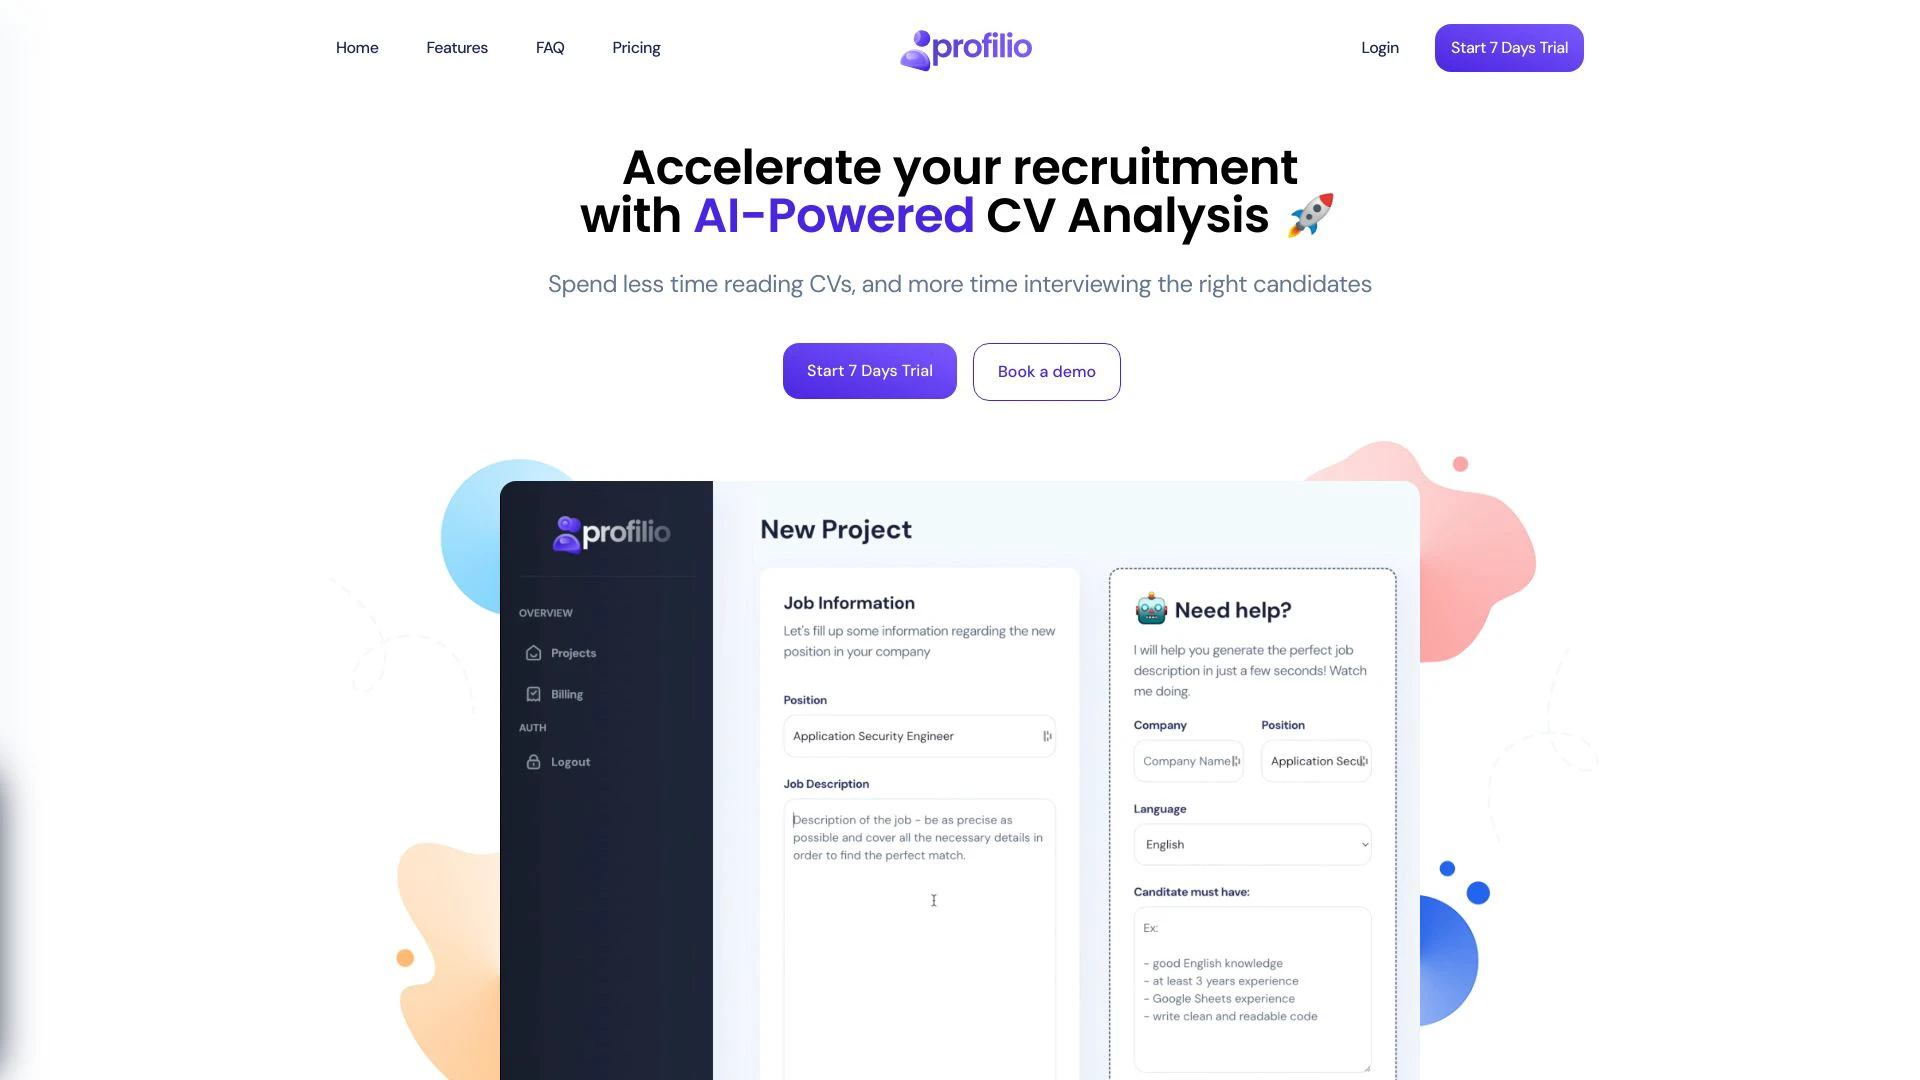 Home
Features
FAQ
Pricing
profilio
Login
Start 7 Days Trial
Accelerate your recruitment
with AI-Powered CV Analysis 🚀
Spend less time reading CVs, and more time interviewing the right candidates
Start 7 Days Trial
Book a demo
profilio
OVERVIEW
Projects
Billing
AUTH
Logout
New Project
Job Information
Let's fill up some information regarding the new
position in your company
Position
Application Security Engineer
Job Description
Description of the job - be as precise as
possible and cover all the necessary details in
order to find the perfect match.
🤖 Need help?
I will help you generate the perfect job
description in just a few seconds! Watch
me doing.
Company
Position
Company Name
Application Secu
Language
English
Canditate must have:
Ex:
- good English knowledge
- at least 3 years experience
- Google Sheets experience
- write clean and readable code